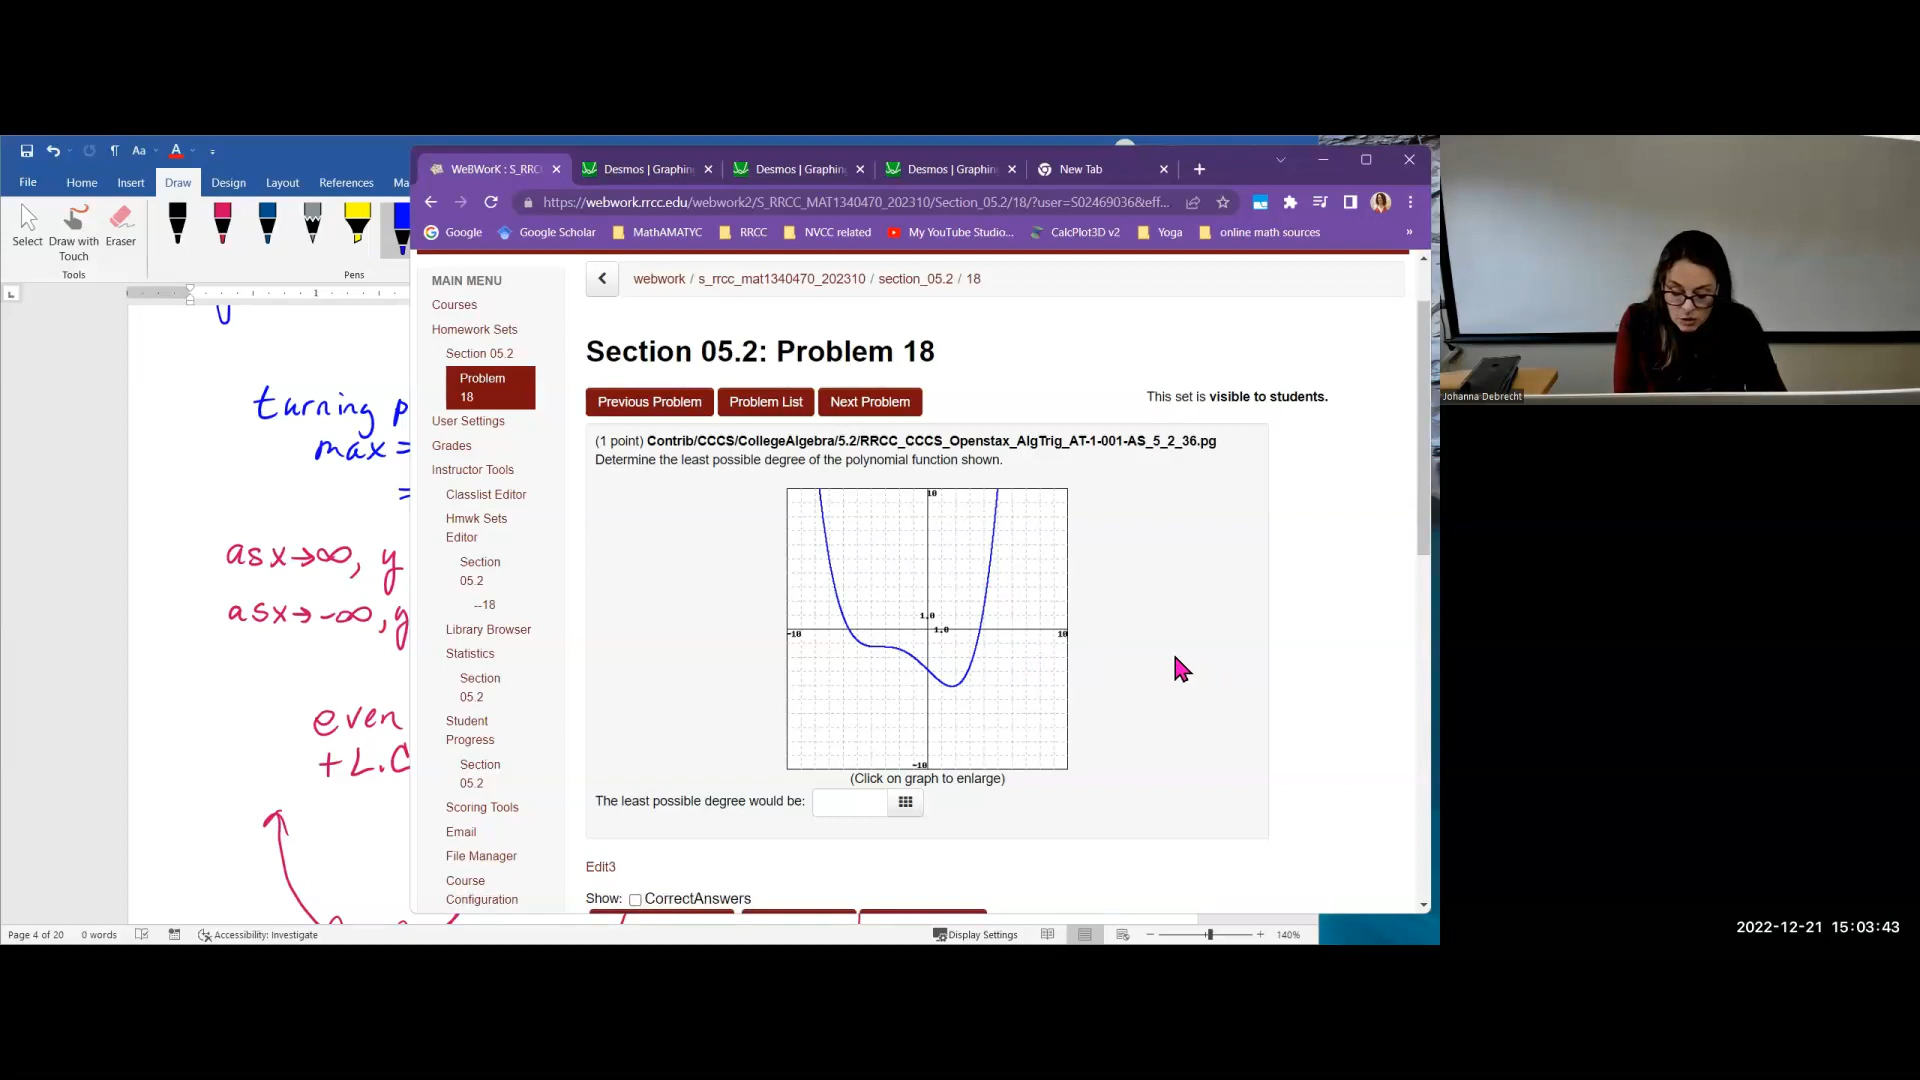 Aa
A
File
Home
Insert
Draw
Design
Layout
References
Select
Draw with
Touch
Eraser
Tools
Pens
1
turning p
max =
=
as x→∞, y
as x→-∞, y
even
+L.C
Page 4 of 20
0 words
Accessibility: Investigate
Display Settings
140%
WeBWorK : S_RRC
Desmos | Graphin
Desmos | Graphing
Desmos | Graphing
New Tab
https://webwork.rrcc.edu/webwork2/S_RRCC_MAT1340470_202310/Section_05.2/18/?user=S02469036&eff...
Google
Google Scholar
MathAMATYC
RRCC
NVCC related
My YouTube Studio...
CalcPlot3D v2
Yoga
online math sources
»
MAIN MENU
Courses
Homework Sets
Section 05.2
Problem
18
User Settings
Grades
Instructor Tools
Classlist Editor
Hmwk Sets
Editor
Section
05.2
--18
Library Browser
Statistics
Section
05.2
Student
Progress
Section
05.2
Scoring Tools
Email
File Manager
Course
Configuration
webwork / s_rrcc_mat1340470_202310 / section_05.2 / 18
Section 05.2: Problem 18
Previous Problem
Problem List
Next Problem
This set is visible to students.
(1 point) Contrib/CCCS/CollegeAlgebra/5.2/RRCC_CCCS_Openstax_AlgTrig_AT-1-001-AS_5_2_36.pg
Determine the least possible degree of the polynomial function shown.
10
1.0
-10
1.0
10
-10
(Click on graph to enlarge)
The least possible degree would be:
Edit3
Show:
CorrectAnswers
Johanna Debrecht
2022-12-21 15:03:43